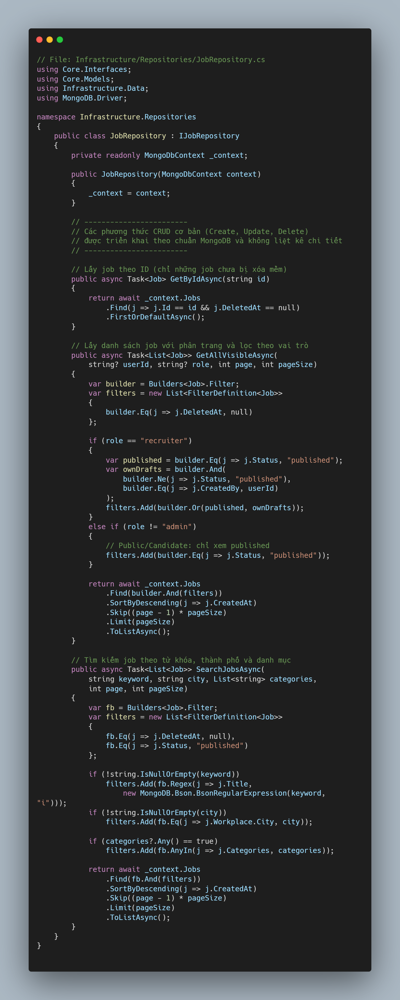 // File: Infrastructure/Repositories/JobRepository.cs
using Core.Interfaces;
using Core.Models;
using Infrastructure.Data;
using MongoDB.Driver;

namespace Infrastructure.Repositories
{
    public class JobRepository : IJobRepository
    {
        private readonly MongoDbContext _context;

        public JobRepository(MongoDbContext context)
        {
            _context = context;
        }

        // ------------------------
        // Các phương thức CRUD cơ bản (Create, Update, Delete)
        // được triển khai theo chuẩn MongoDB và không liệt kê chi tiết
        // ------------------------

        // Lấy job theo ID (chỉ những job chưa bị xóa mềm)
        public async Task<Job> GetByIdAsync(string id)
        {
            return await _context.Jobs
                .Find(j => j.Id == id && j.DeletedAt == null)
                .FirstOrDefaultAsync();
        }

        // Lấy danh sách job với phân trang và lọc theo vai trò
        public async Task<List<Job>> GetAllVisibleAsync(
            string? userId, string? role, int page, int pageSize)
        {
            var builder = Builders<Job>.Filter;
            var filters = new List<FilterDefinition<Job>>
            {
                builder.Eq(j => j.DeletedAt, null)
            };

            if (role == "recruiter")
            {
                var published = builder.Eq(j => j.Status, "published");
                var ownDrafts = builder.And(
                    builder.Ne(j => j.Status, "published"),
                    builder.Eq(j => j.CreatedBy, userId)
                );
                filters.Add(builder.Or(published, ownDrafts));
            }
            else if (role != "admin")
            {
                // Public/Candidate: chỉ xem published
                filters.Add(builder.Eq(j => j.Status, "published"));
            }

            return await _context.Jobs
                .Find(builder.And(filters))
                .SortByDescending(j => j.CreatedAt)
                .Skip((page - 1) * pageSize)
                .Limit(pageSize)
                .ToListAsync();
        }

        // Tìm kiếm job theo từ khóa, thành phố và danh mục
        public async Task<List<Job>> SearchJobsAsync(
            string keyword, string city, List<string> categories,
            int page, int pageSize)
        {
            var fb = Builders<Job>.Filter;
            var filters = new List<FilterDefinition<Job>>
            {
                fb.Eq(j => j.DeletedAt, null),
                fb.Eq(j => j.Status, "published")
            };

            if (!string.IsNullOrEmpty(keyword))
                filters.Add(fb.Regex(j => j.Title,
                    new MongoDB.Bson.BsonRegularExpression(keyword,
"i")));
            if (!string.IsNullOrEmpty(city))
                filters.Add(fb.Eq(j => j.Workplace.City, city));

            if (categories?.Any() == true)
                filters.Add(fb.AnyIn(j => j.Categories, categories));

            return await _context.Jobs
                .Find(fb.And(filters))
                .SortByDescending(j => j.CreatedAt)
                .Skip((page - 1) * pageSize)
                .Limit(pageSize)
                .ToListAsync();
        }
    }
}